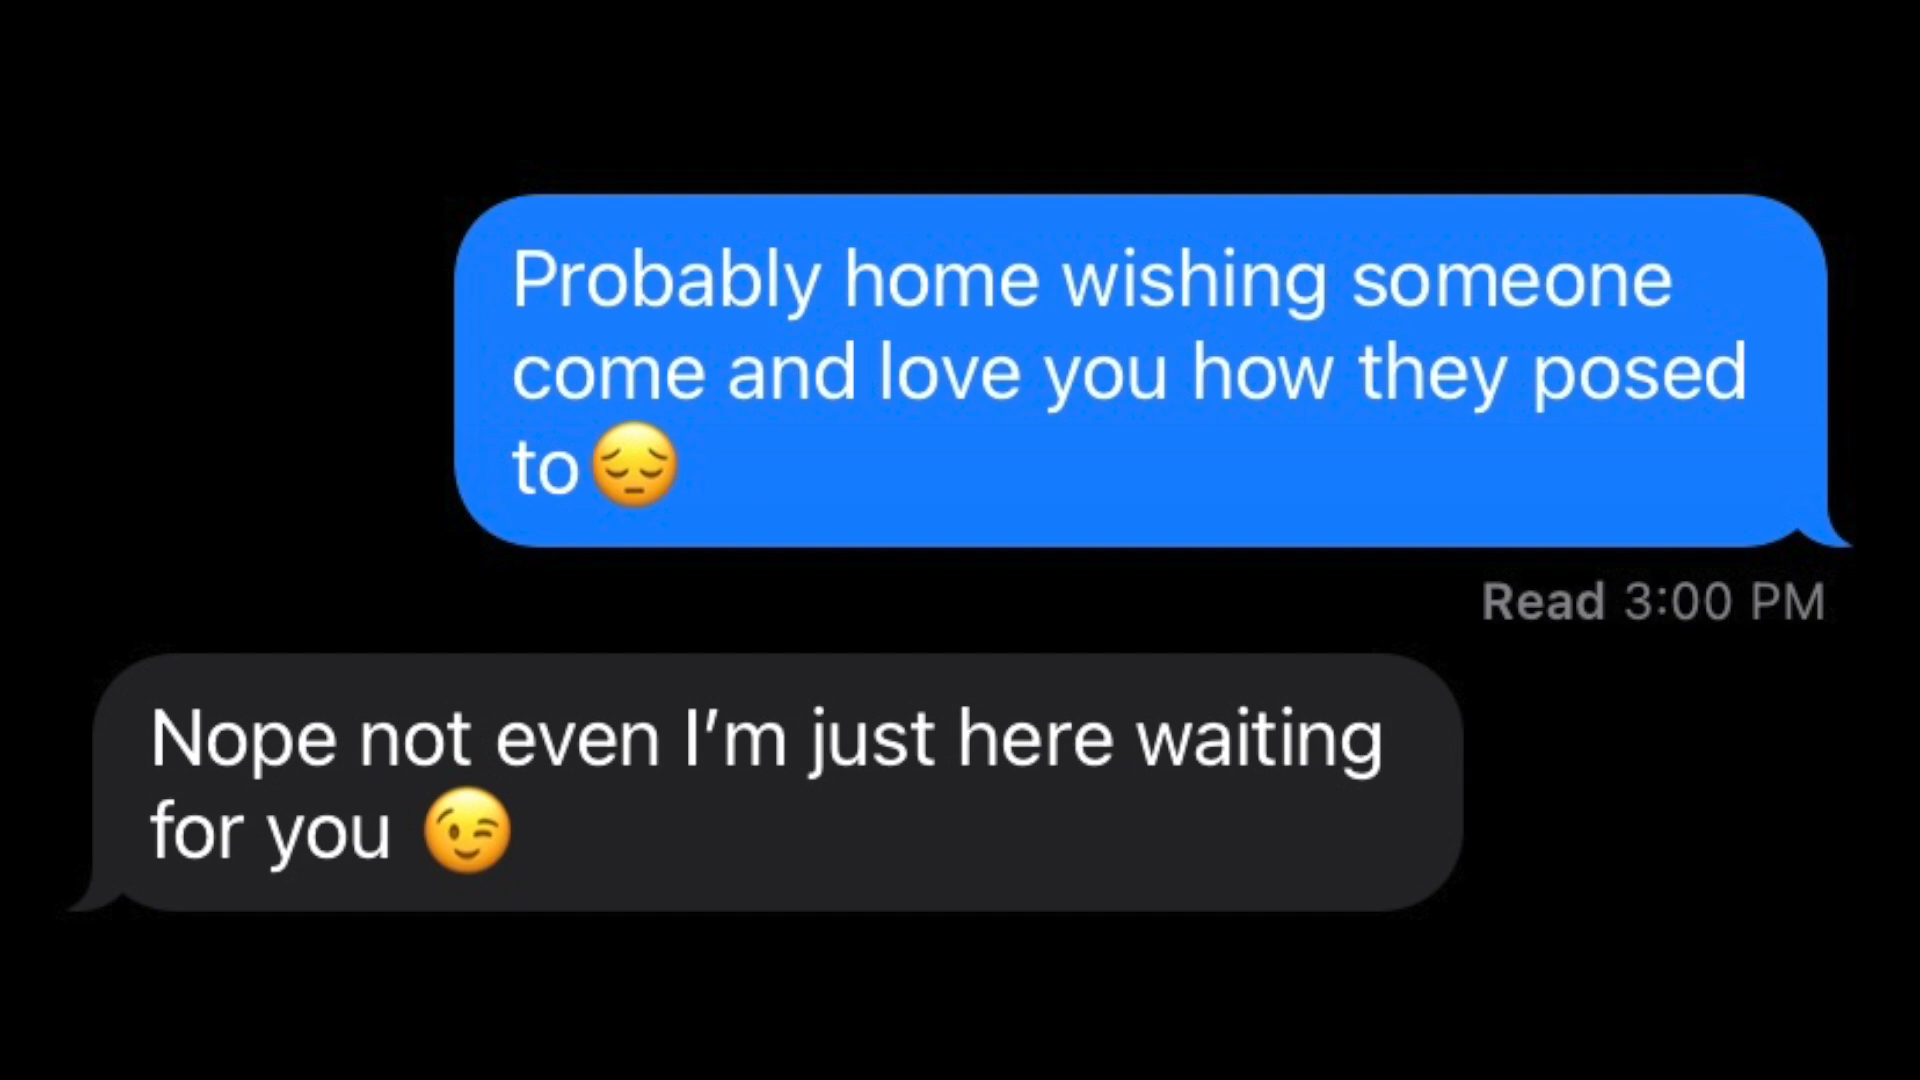 Probably home wishing someone
come and love you how they posed
to😔
Read 3:00 PM
Nope not even I’m just here waiting
for you 😉